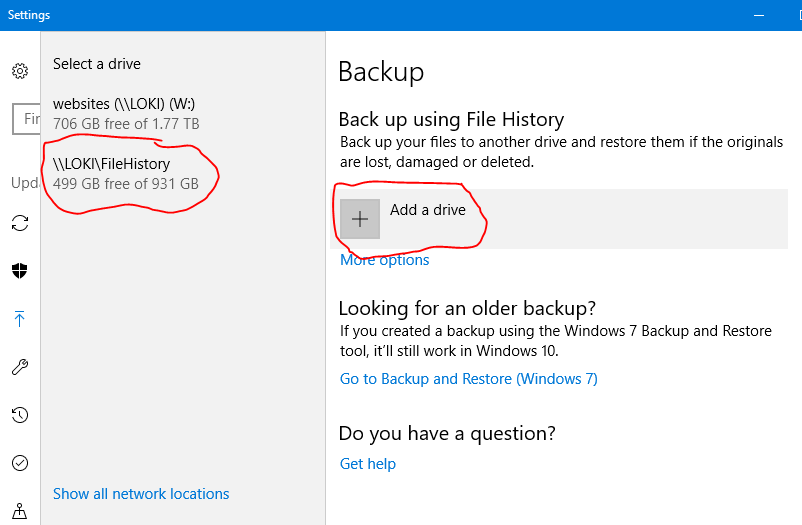 Settings
Select a drive
websites (\\LOKI) (W:)
706 GB free of 1.77 TB
Fin
\\LOKI\FileHistory
499 GB free of 931 GB
Upda
Show all network locations
Backup
Back up using File History
Back up your files to another drive and restore them if the originals
are lost, damaged or deleted.
Add a drive
More options
Looking for an older backup?
If you created a backup using the Windows 7 Backup and Restore
tool, it’ll still work in Windows 10.
Go to Backup and Restore (Windows 7)
Do you have a question?
Get help